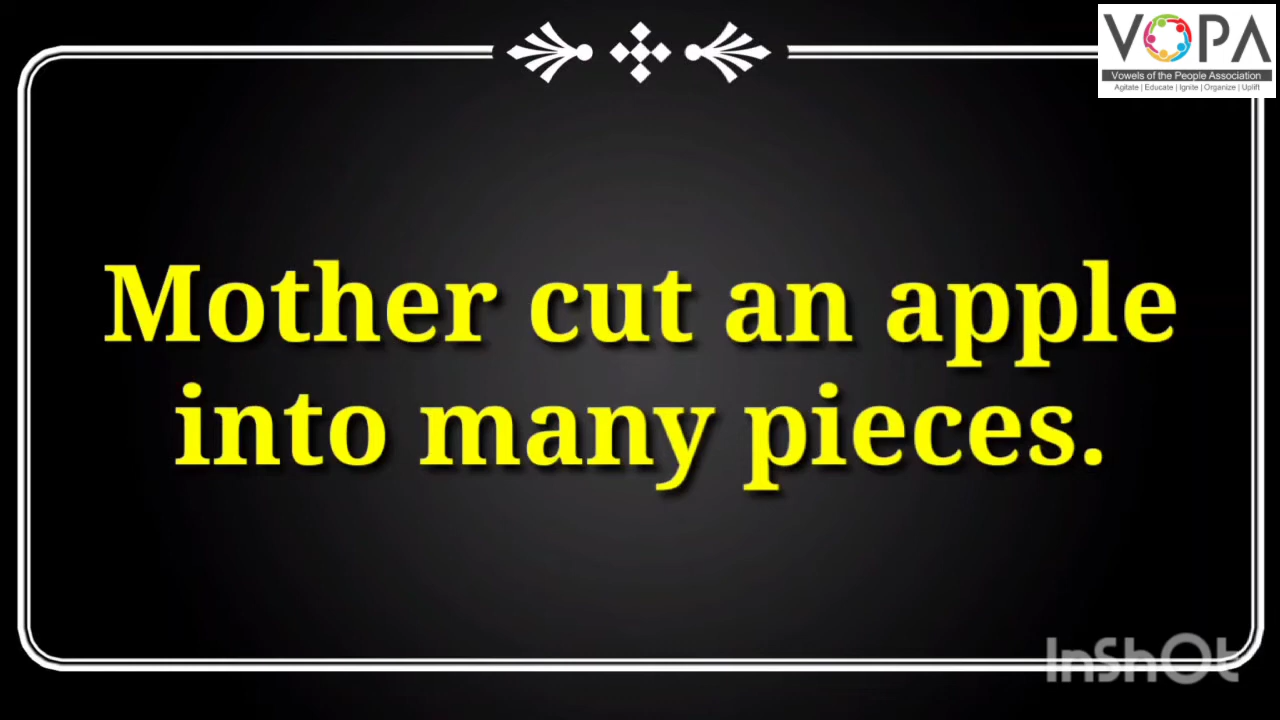 VOPA
Vowels of the People Association
Agitate | Educate | Ignite | Organize | Uplift
Mother cut an apple
into many pieces.
InShOt